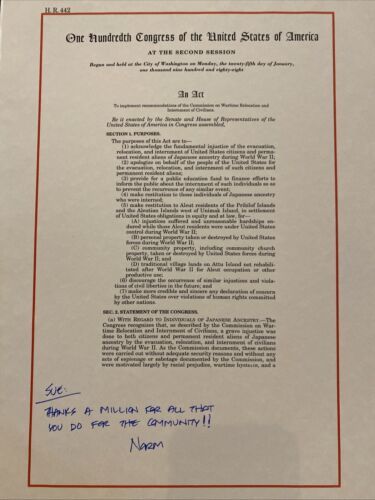 H. R. 442
One Hundredth Congress of the United States of America
AT THE SECOND SESSION
Begun and held at the City of Washington on Monday, the twenty-fifth day of January,
one thousand nine hundred and eighty-eight
An Act
To implement recommendations of the Commission on Wartime Relocation and
Internment of Civilians.
Be it enacted by the Senate and House of Representatives of the
United States of America in Congress assembled,
SECTION 1. PURPOSES.
The purposes of this Act are to—
(1) acknowledge the fundamental injustice of the evacuation,
relocation, and internment of United States citizens and perma-
nent resident aliens of Japanese ancestry during World War II;
(2) apologize on behalf of the people of the United States for
the evacuation, relocation, and internment of such citizens and
permanent resident aliens;
(3) provide for a public education fund to finance efforts to
inform the public about the internment of such individuals so as
to prevent the recurrence of any similar event;
(4) make restitution to those individuals of Japanese ancestry
who were interned;
(5) make restitution to Aleut residents of the Pribilof Islands
and the Aleutian Islands west of Unimak Island, in settlement
of United States obligations in equity and at law, for—
(A) injustices suffered and unreasonable hardships en-
dured while those Aleut residents were under United States
control during World War II;
(B) personal property taken or destroyed by United States
forces during World War II;
(C) community property, including community church
property, taken or destroyed by United States forces during
World War II; and
(D) traditional village lands on Attu Island not rehabili-
tated after World War II for Aleut occupation or other
productive use;
(6) discourage the occurrence of similar injustices and viola-
tions of civil liberties in the future; and
(7) make more credible and sincere any declaration of concern
by the United States over violations of human rights committed
by other nations.
SEC. 2. STATEMENT OF THE CONGRESS.
(a) WITH REGARD TO INDIVIDUALS OF JAPANESE ANCESTRY.—The
Congress recognizes that, as described by the Commission on War-
time Relocation and Internment of Civilians, a grave injustice was
done to both citizens and permanent resident aliens of Japanese
ancestry by the evacuation, relocation, and internment of civilians
during World War II. As the Commission documents, these actions
were carried out without adequate security reasons and without any
acts of espionage or sabotage documented by the Commission, and
were motivated largely by racial prejudice, wartime hysteria, and a
SUE:
THANKS A MILLION FOR ALL THAT
YOU DO FOR THE COMMUNITY!!
NORM